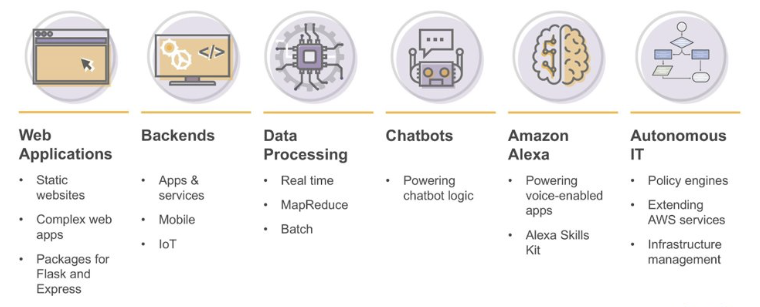 </>
Web
Applications
• Static
websites
• Complex web
apps
• Packages for
Flask and
Express
Backends
• Apps &
services
• Mobile
• IoT
Data
Processing
• Real time
• MapReduce
• Batch
Chatbots
• Powering
chatbot logic
Amazon
Alexa
• Powering
voice-enabled
apps
• Alexa Skills
Kit
Autonomous
IT
• Policy engines
• Extending
AWS services
• Infrastructure
management